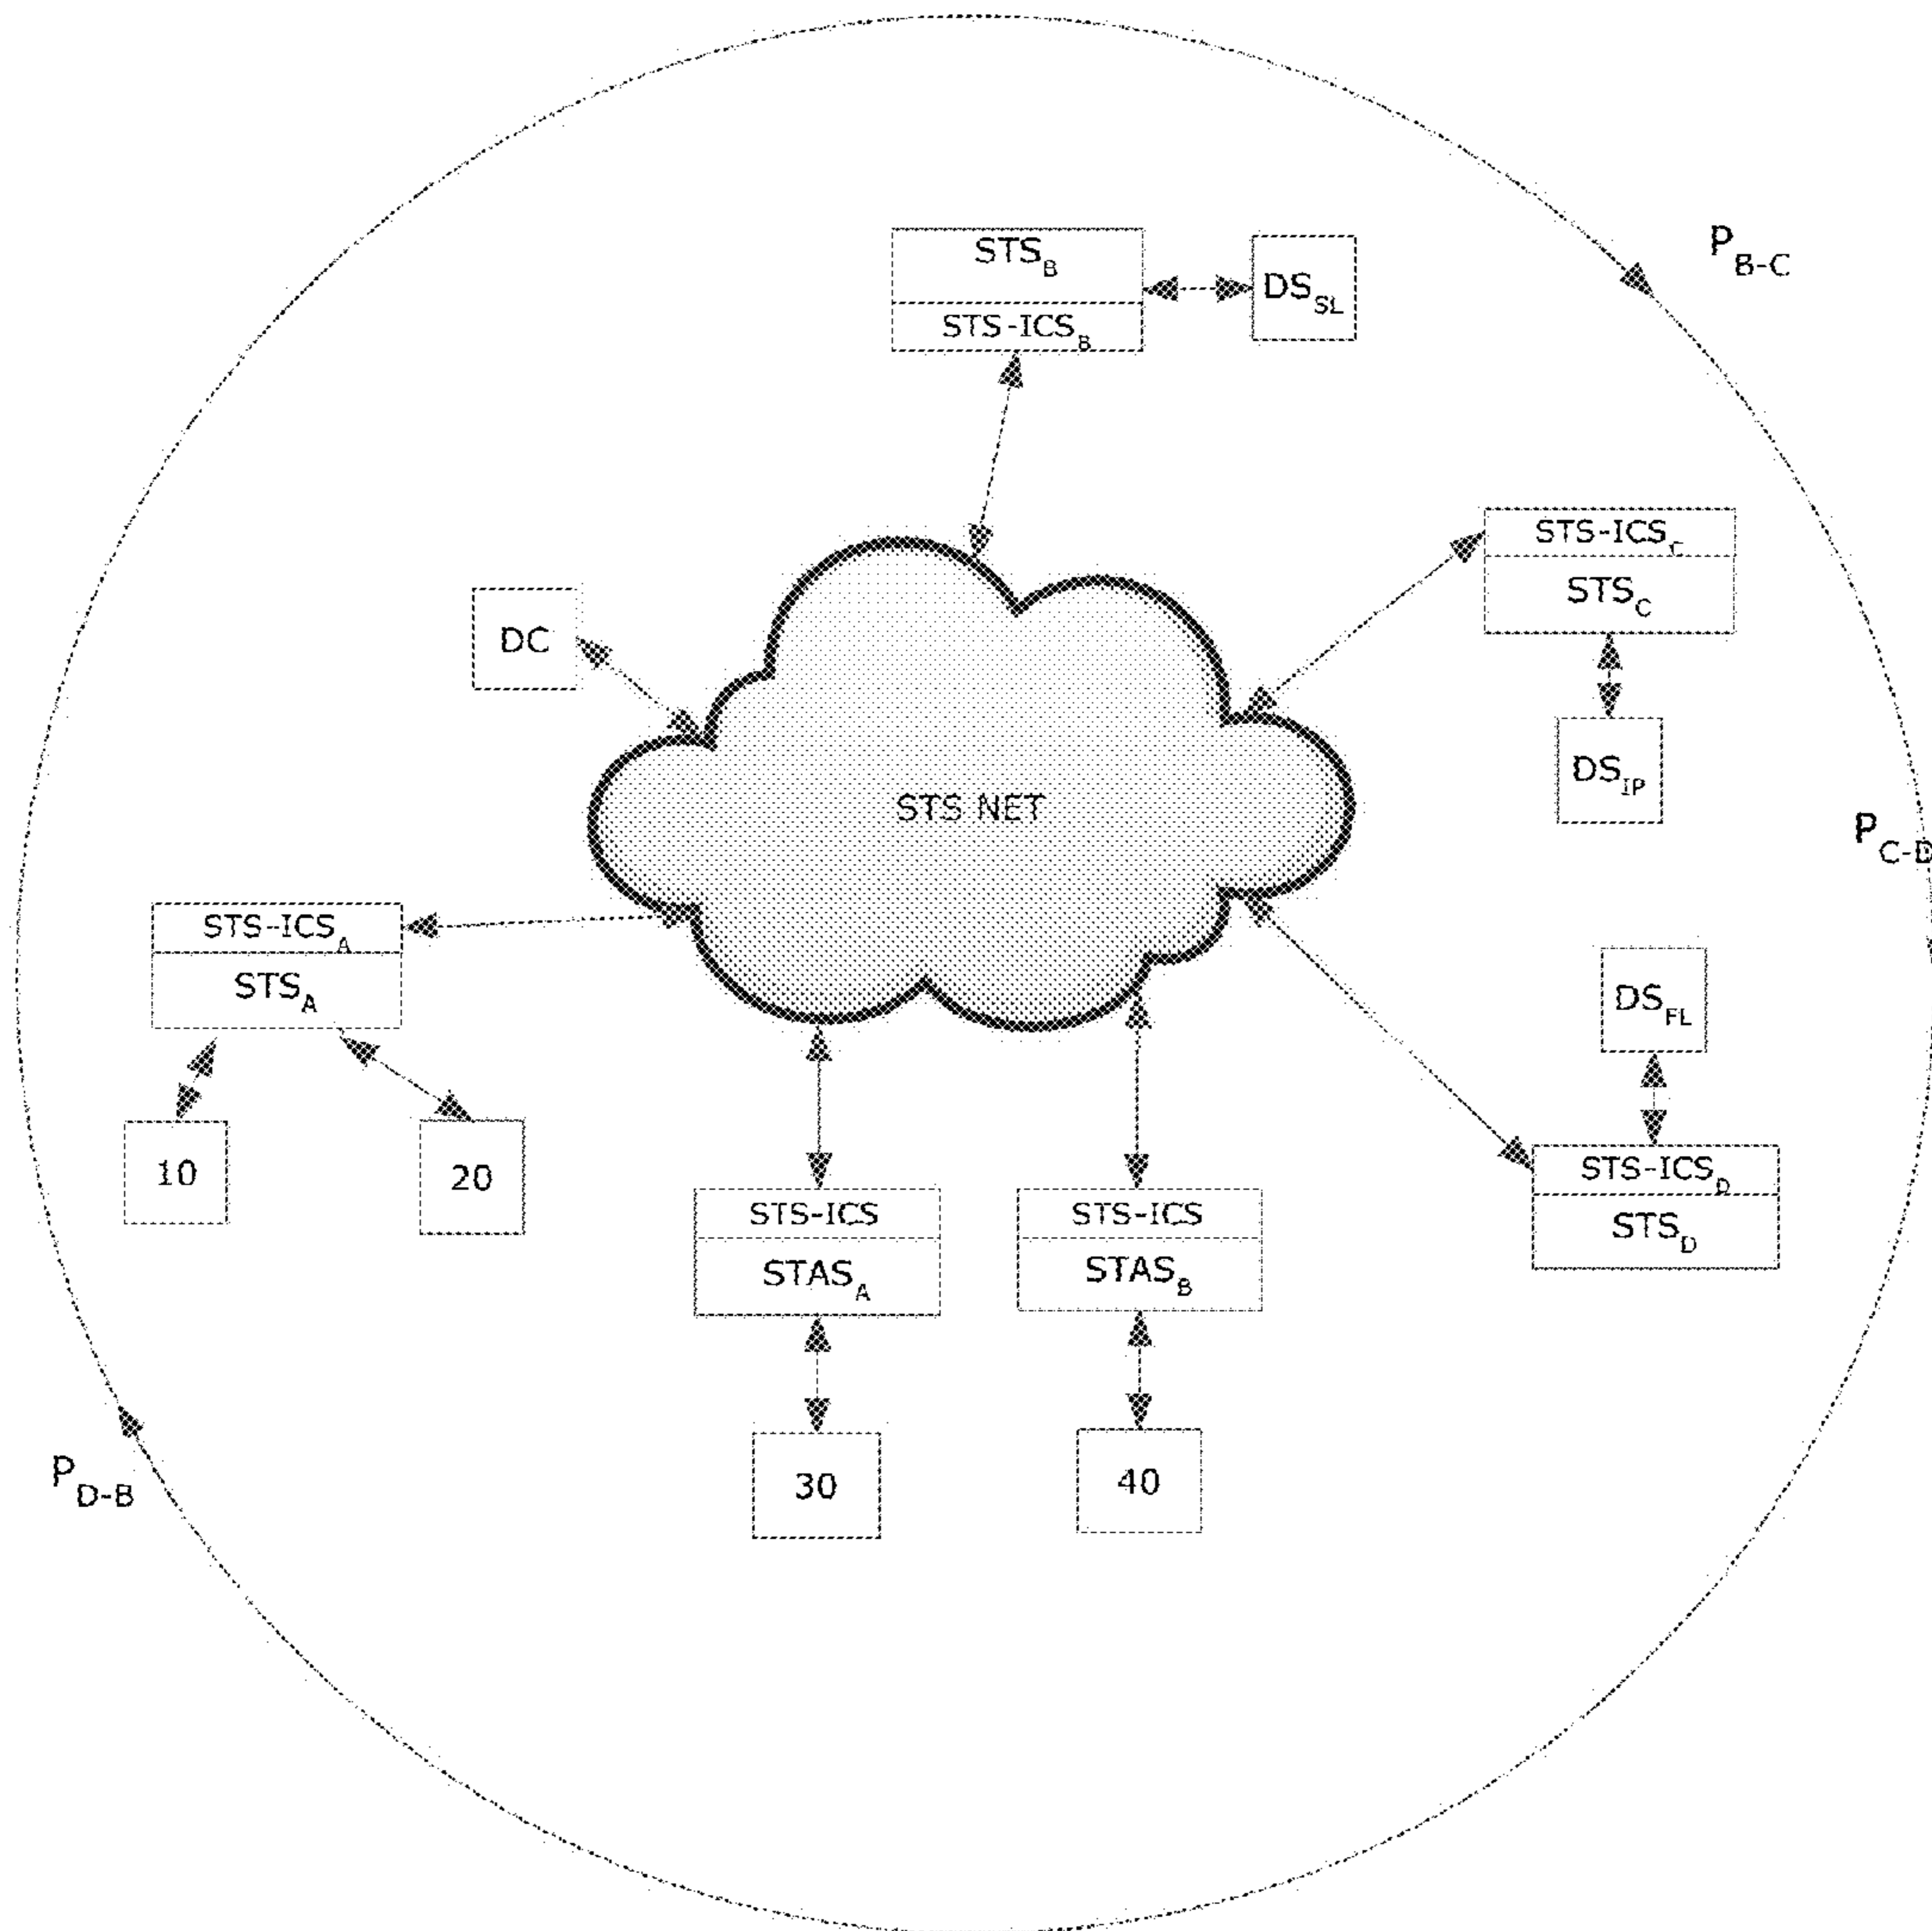 P B-C
STS B
STS-ICS B
DS SL
STS-ICS C
STS C
DC
DS IP
STS NET
P C-D
STS-ICS A
STS A
DS FL
10
20
STS-ICS D
STS D
STS-ICS
STAS A
STS-ICS
STAS B
30
40
P D-B